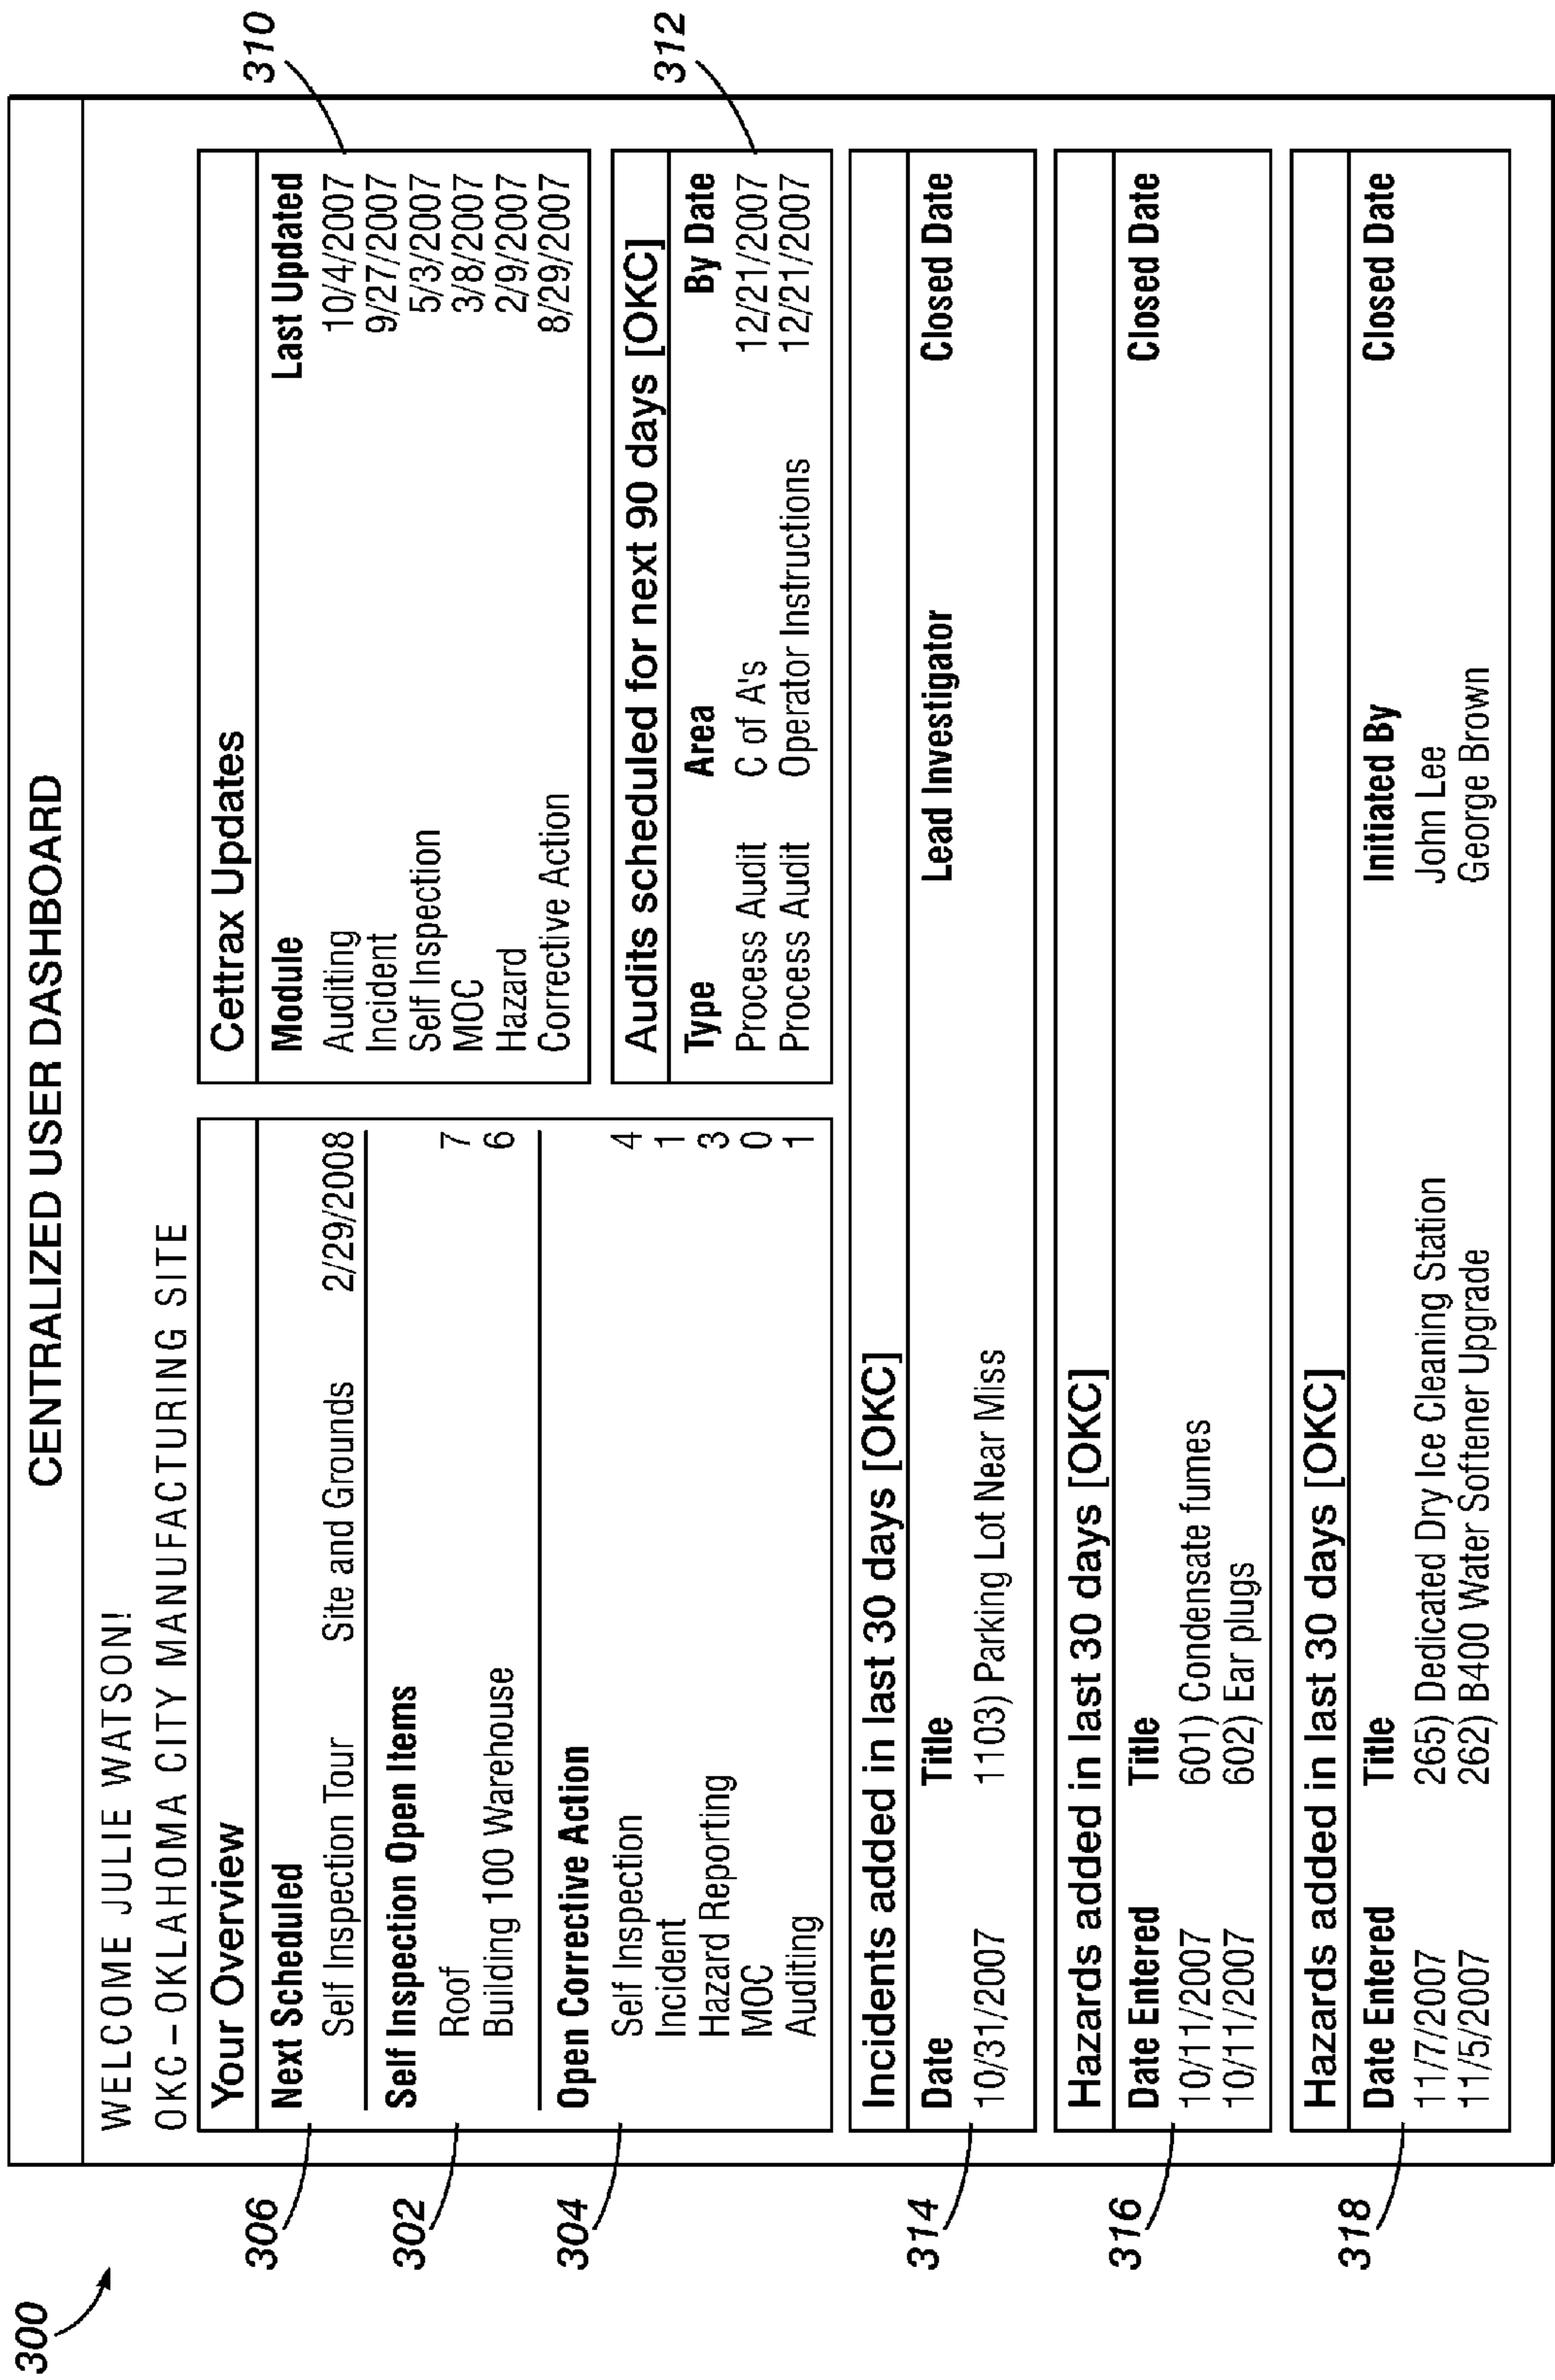 300
CENTRALIZED USER DASHBOARD
WELCOME JULIE WATSON!
OKC–OKLAHOMA CITY MANUFACTURING SITE
Your Overview
306
Next Scheduled
Self Inspection Tour Site and Grounds 2/29/2008
302
Self Inspection Open Items
Roof 7
Building 100 Warehouse 6
304
Open Corrective Action
Self Inspection 4
Incident 1
Hazard Reporting 3
MOC 0
Auditing 1
Cettrax Updates
310
Module Last Updated
Auditing 10/4/2007
Incident 9/27/2007
Self Inspection 5/3/2007
MOC 3/8/2007
Hazard 2/9/2007
Corrective Action 8/29/2007
Audits scheduled for next 90 days [OKC]
312
Type Area By Date
Process Audit C of A's 12/21/2007
Process Audit Operator Instructions 12/21/2007
Incidents added in last 30 days [OKC]
314
Date Title Lead Investigator Closed Date
10/31/2007 1103) Parking Lot Near Miss
Hazards added in last 30 days [OKC]
316
Date Entered Title Closed Date
10/11/2007 601) Condensate fumes
10/11/2007 602) Ear plugs
Hazards added in last 30 days [OKC]
318
Date Entered Title Initiated By Closed Date
11/7/2007 265) Dedicated Dry Ice Cleaning Station John Lee
11/5/2007 262) B400 Water Softener Upgrade George Brown